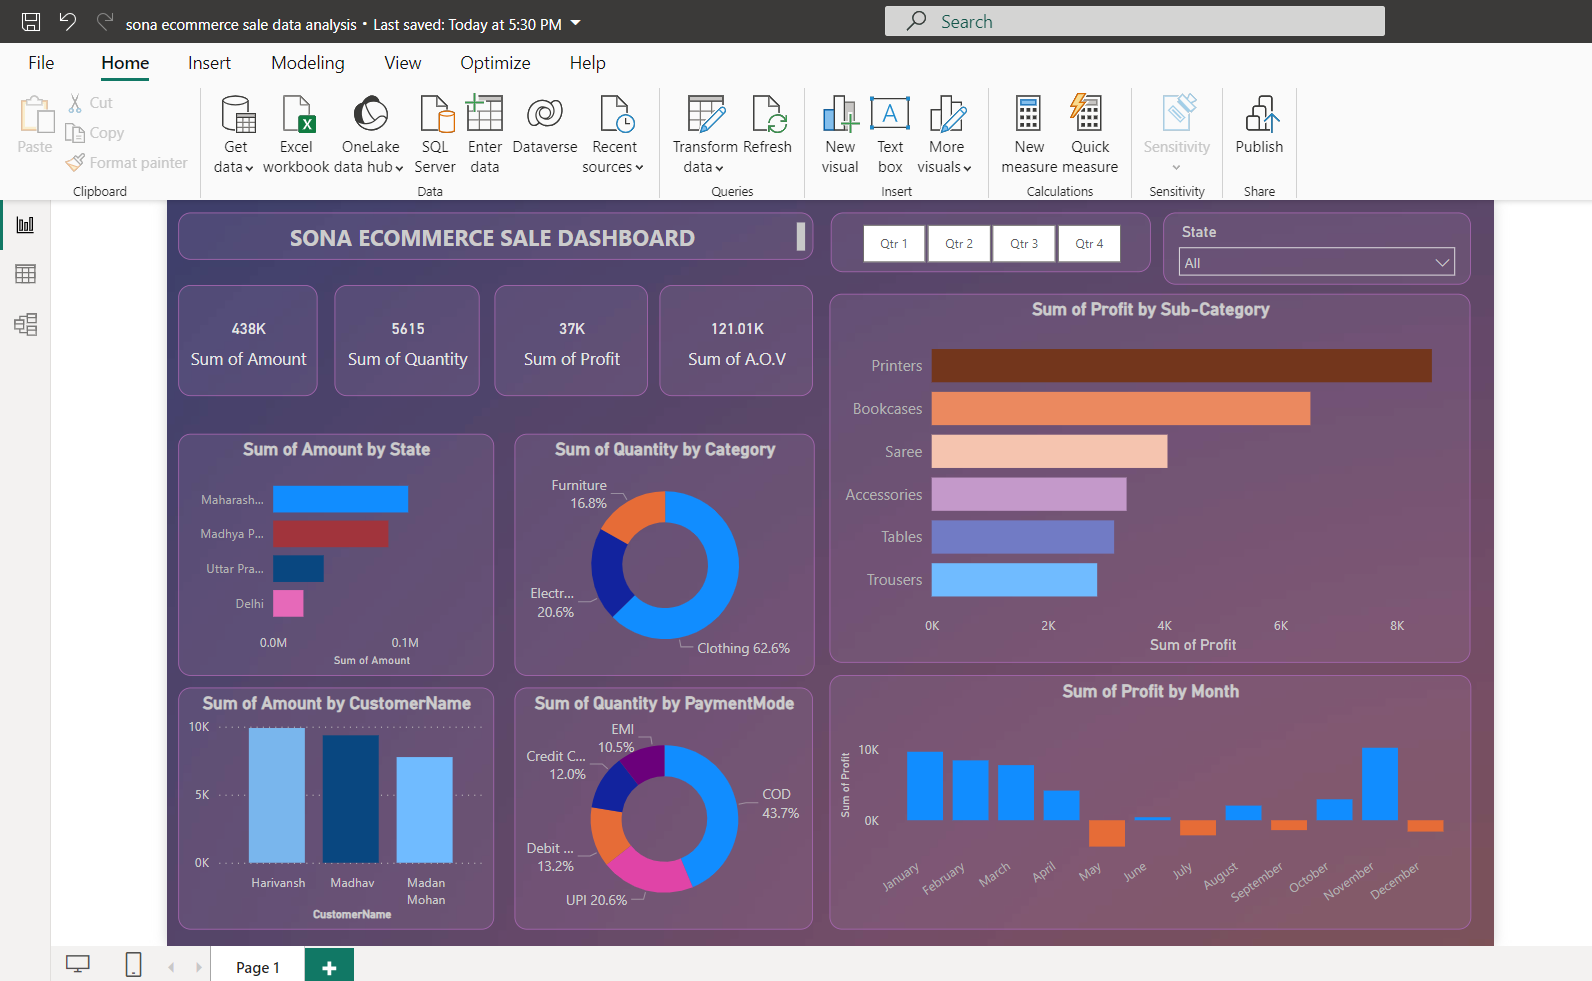 sona ecommerce sale data analysis • Last saved: Today at 5:30 PM
Search
File Home Insert Modeling View Optimize Help
Paste
Cut
Copy
Format painter
Clipboard
Get data
Excel workbook
OneLake data hub
SQL Server
Enter data
Dataverse
Recent sources
Data
Transform data
Refresh
Queries
New visual
Text box
More visuals
Insert
New measure
Quick measure
Calculations
Sensitivity
Sensitivity
Publish
Share
SONA ECOMMERCE SALE DASHBOARD
Qtr 1 Qtr 2 Qtr 3 Qtr 4
State
All
438K
Sum of Amount
5615
Sum of Quantity
37K
Sum of Profit
121.01K
Sum of A.O.V
Sum of Profit by Sub-Category
Printers
Bookcases
Saree
Accessories
Tables
Trousers
0K 2K 4K 6K 8K
Sum of Profit
Sum of Amount by State
Maharash...
Madhya P...
Uttar Pra...
Delhi
0.0M 0.1M
Sum of Amount
Sum of Quantity by Category
Furniture
16.8%
Electr...
20.6%
Clothing 62.6%
Sum of Amount by CustomerName
10K
5K
0K
Harivansh
Madhav
Madan
Mohan
CustomerName
Sum of Quantity by PaymentMode
EMI
10.5%
Credit C...
12.0%
COD
43.7%
Debit ...
13.2%
UPI 20.6%
Sum of Profit by Month
Sum of Profit
10K
0K
January February March April May June July August September October November December
Page 1